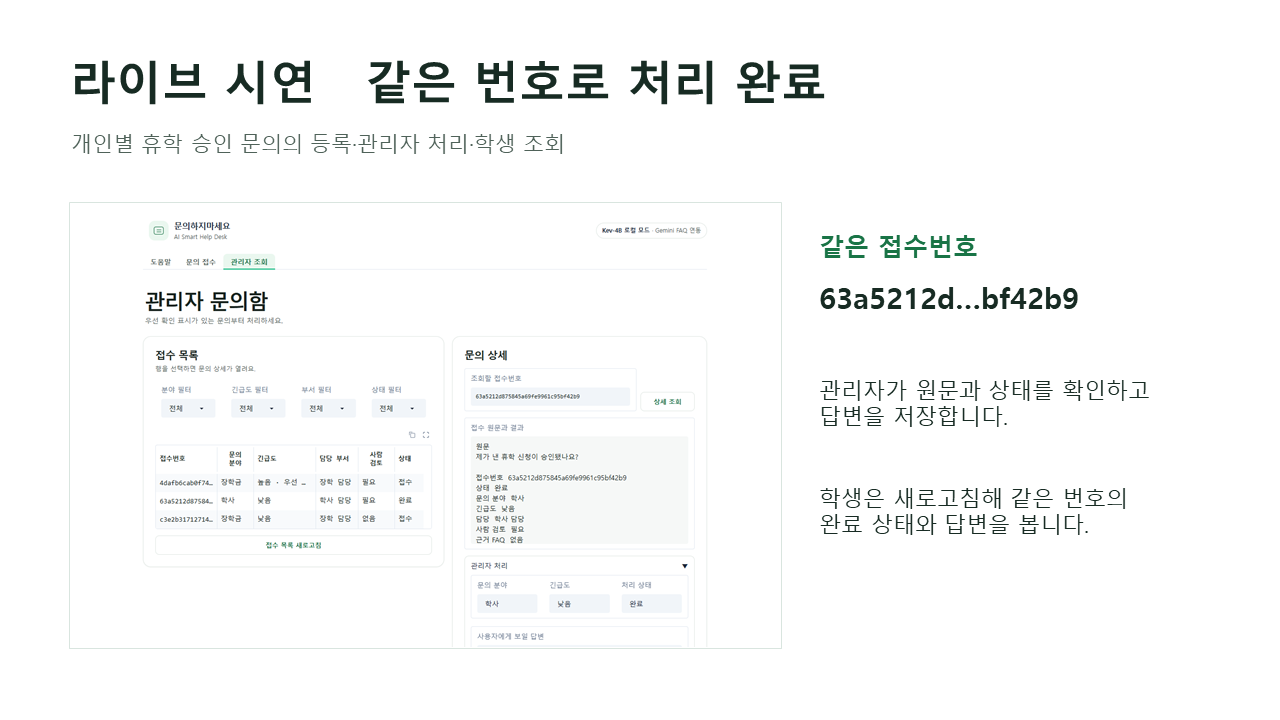 라이브 시연 같은 번호로 처리 완료
개인별 휴학 승인 문의의 등록·관리자 처리·학생 조회
문의하지마세요
AI Smart Help Desk
Kev-4B 로컬 모드 · Gemini FAQ 연동
도움말 문의 접수 관리자 조회
관리자 문의함
우선 확인 표시가 있는 문의부터 처리하세요.
접수 목록
행을 선택하면 문의 상세가 열려요.
분야 필터 긴급도 필터 부서 필터 상태 필터
전체 전체 전체 전체
접수번호 문의 분야 긴급도 담당 부서 사람 검토 상태
4dafb6cab0f74… 장학금 높음 · 우선 … 장학 담당 필요 접수
63a5212d87584… 학사 낮음 학사 담당 필요 완료
c3e2b31712714… 장학금 낮음 장학 담당 없음 접수
접수 목록 새로고침
문의 상세
조회할 접수번호
63a5212d875845a69fe9961c95bf42b9
상세 조회
접수 원문과 결과
원문
제가 낸 휴학 신청이 승인됐나요?
접수번호 63a5212d875845a69fe9961c95bf42b9
상태 완료
문의 분야 학사
긴급도 낮음
담당 학사 담당
사람 검토 필요
근거 FAQ 없음
관리자 처리
문의 분야 긴급도 처리 상태
학사 낮음 완료
사용자에게 보일 답변
같은 접수번호
63a5212d…bf42b9
관리자가 원문과 상태를 확인하고
답변을 저장합니다.
학생은 새로고침해 같은 번호의
완료 상태와 답변을 봅니다.